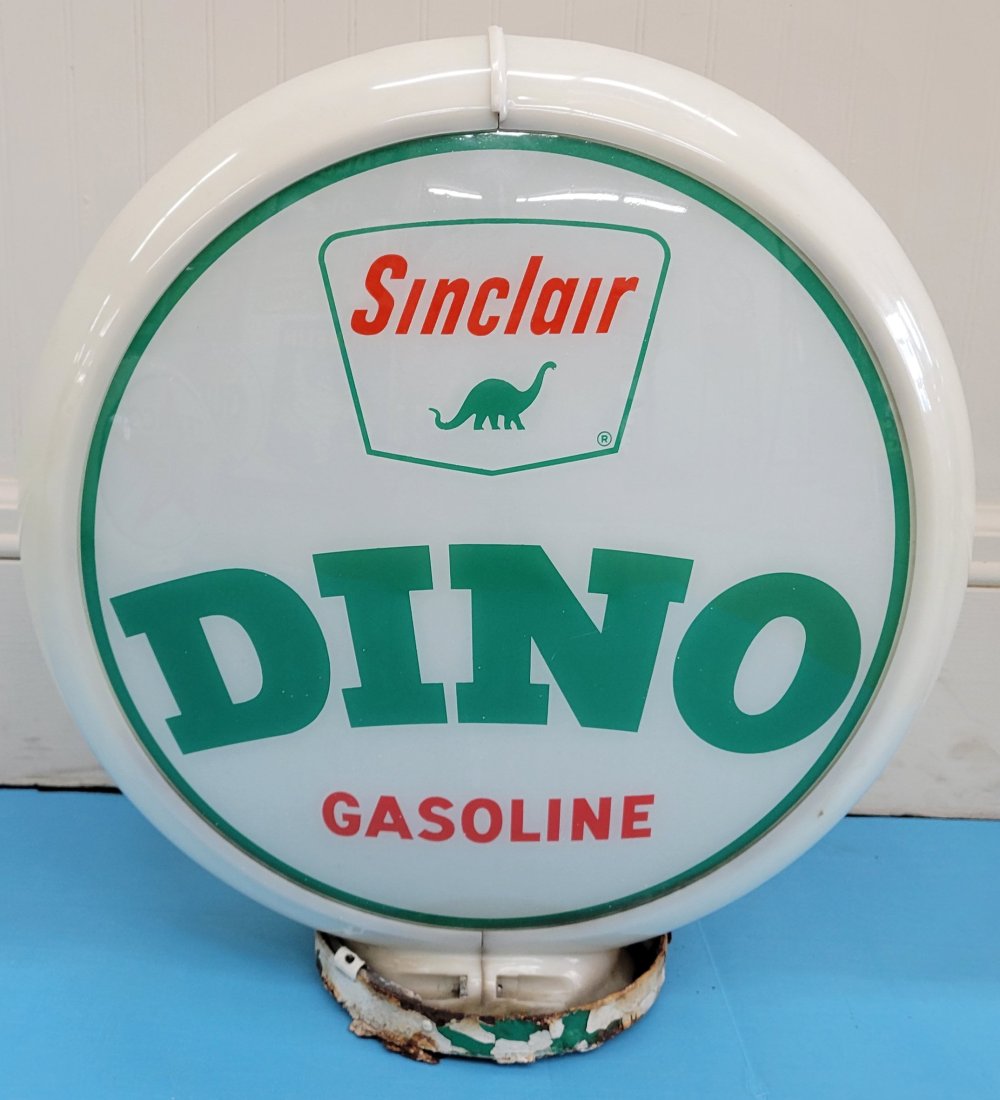 Sinclair
®
DINO
GASOLINE